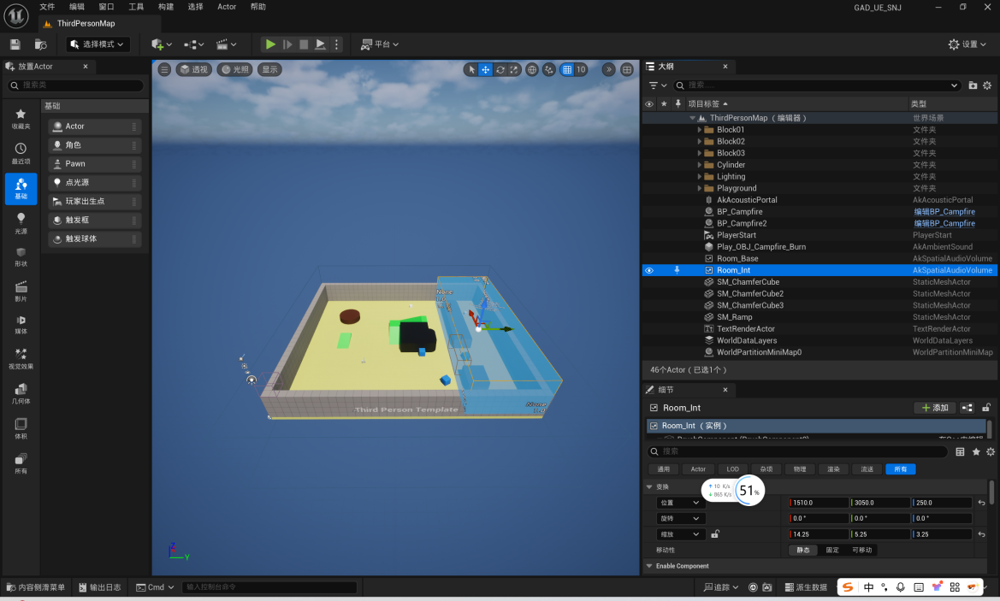 文件 编辑 窗口 工具 构建 选择 Actor 帮助
GAD_UE_SNJ
ThirdPersonMap
选择模式
平台
设置
放置Actor
搜索类
收藏夹
最近项
基础
光源
形状
影片
媒体
视觉效果
几何体
体积
所有
基础
Actor
角色
Pawn
点光源
玩家出生点
触发框
触发球体
透视 光照 显示
10
None
Third Person Template
None
Z
Y
大纲
搜索......
项目标签 类型
ThirdPersonMap（编辑器） 世界场景
Block01 文件夹
Block02 文件夹
Block03 文件夹
Cylinder 文件夹
Lighting 文件夹
Playground 文件夹
AkAcousticPortal AkAcousticPortal
BP_Campfire 编辑BP_Campfire
BP_Campfire2 编辑BP_Campfire
PlayerStart PlayerStart
Play_OBJ_Campfire_Burn AkAmbientSound
Room_Base AkSpatialAudioVolume
Room_Int AkSpatialAudioVolume
SM_ChamferCube StaticMeshActor
SM_ChamferCube2 StaticMeshActor
SM_ChamferCube3 StaticMeshActor
SM_Ramp StaticMeshActor
TextRenderActor TextRenderActor
WorldDataLayers WorldDataLayers
WorldPartitionMiniMap0 WorldPartitionMiniMap
46个Actor（已选1个）
细节
Room_Int
添加
Room_Int（实例）
搜索
通用 Actor LOD 杂项 物理 渲染 流送 所有
变换
10 K/s
865 K/s
51%
位置 1510.0 3050.0 250.0
旋转 0.0° 0.0° 0.0°
缩放 14.25 5.25 3.25
移动性 静态 固定 可移动
Enable Component
内容侧滑菜单 输出日志 Cmd 输入控制台命令
追踪 派生数据
中